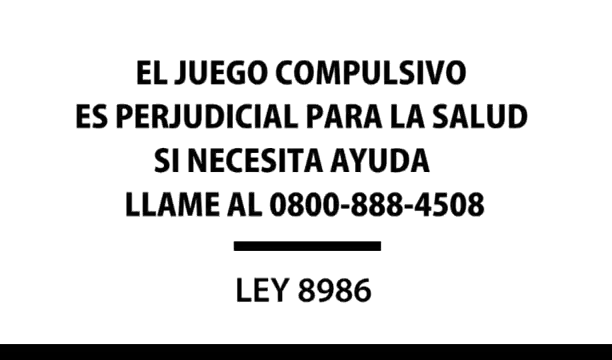 EL JUEGO COMPULSIVO
ES PERJUDICIAL PARA LA SALUD
SI NECESITA AYUDA
LLAME AL 0800-888-4508
LEY 8986